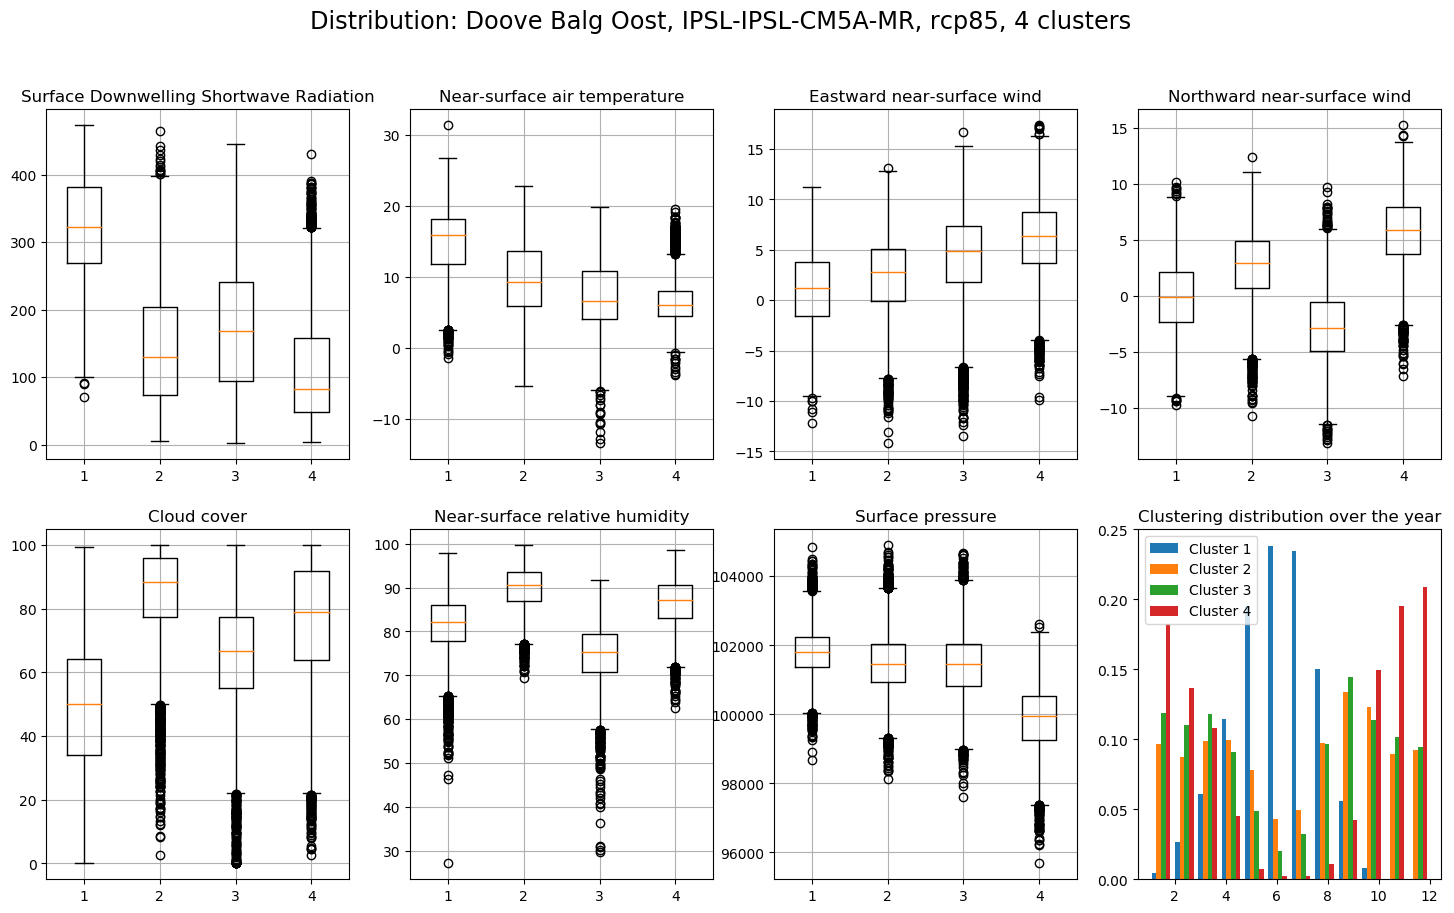 Distribution: Doove Balg Oost, IPSL-IPSL-CM5A-MR, rcp85, 4 clusters
Surface Downwelling Shortwave Radiation
400
300
200
100
0
1 2 3 4
Near-surface air temperature
30
20
10
0
−10
1 2 3 4
Eastward near-surface wind
15
10
5
0
−5
−10
−15
1 2 3 4
Northward near-surface wind
15
10
5
0
−5
−10
1 2 3 4
Cloud cover
100
80
60
40
20
0
1 2 3 4
Near-surface relative humidity
100
90
80
70
60
50
40
30
1 2 3 4
Surface pressure
104000
102000
100000
98000
96000
1 2 3 4
Clustering distribution over the year
0.25
0.20
0.15
0.10
0.05
0.00
Cluster 1
Cluster 2
Cluster 3
Cluster 4
2 4 6 8 10 12